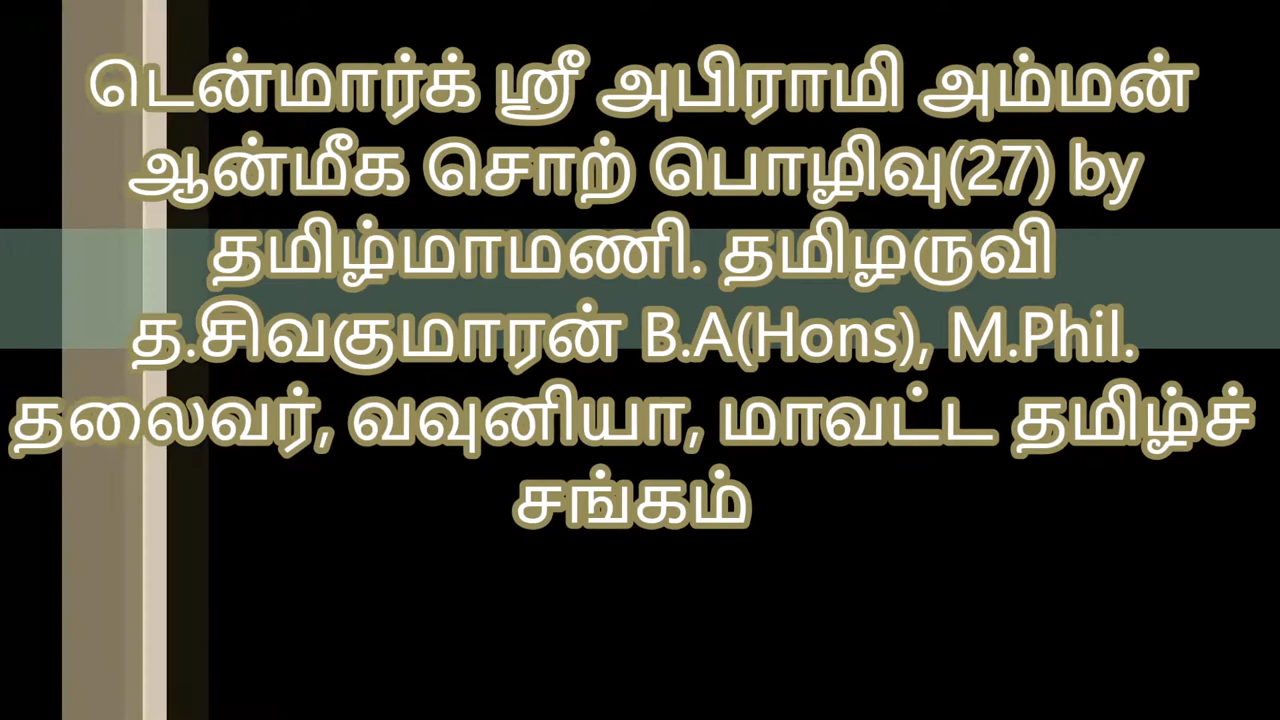 டென்மார்க் ஸ்ரீ அபிராமி அம்மன்
ஆன்மீக சொற் பொழிவு(27) by
தமிழ்மாமணி. தமிழருவி
த.சிவகுமாரன் B.A(Hons), M.Phil.
தலைவர், வவுனியா, மாவட்ட தமிழ்ச்
சங்கம்